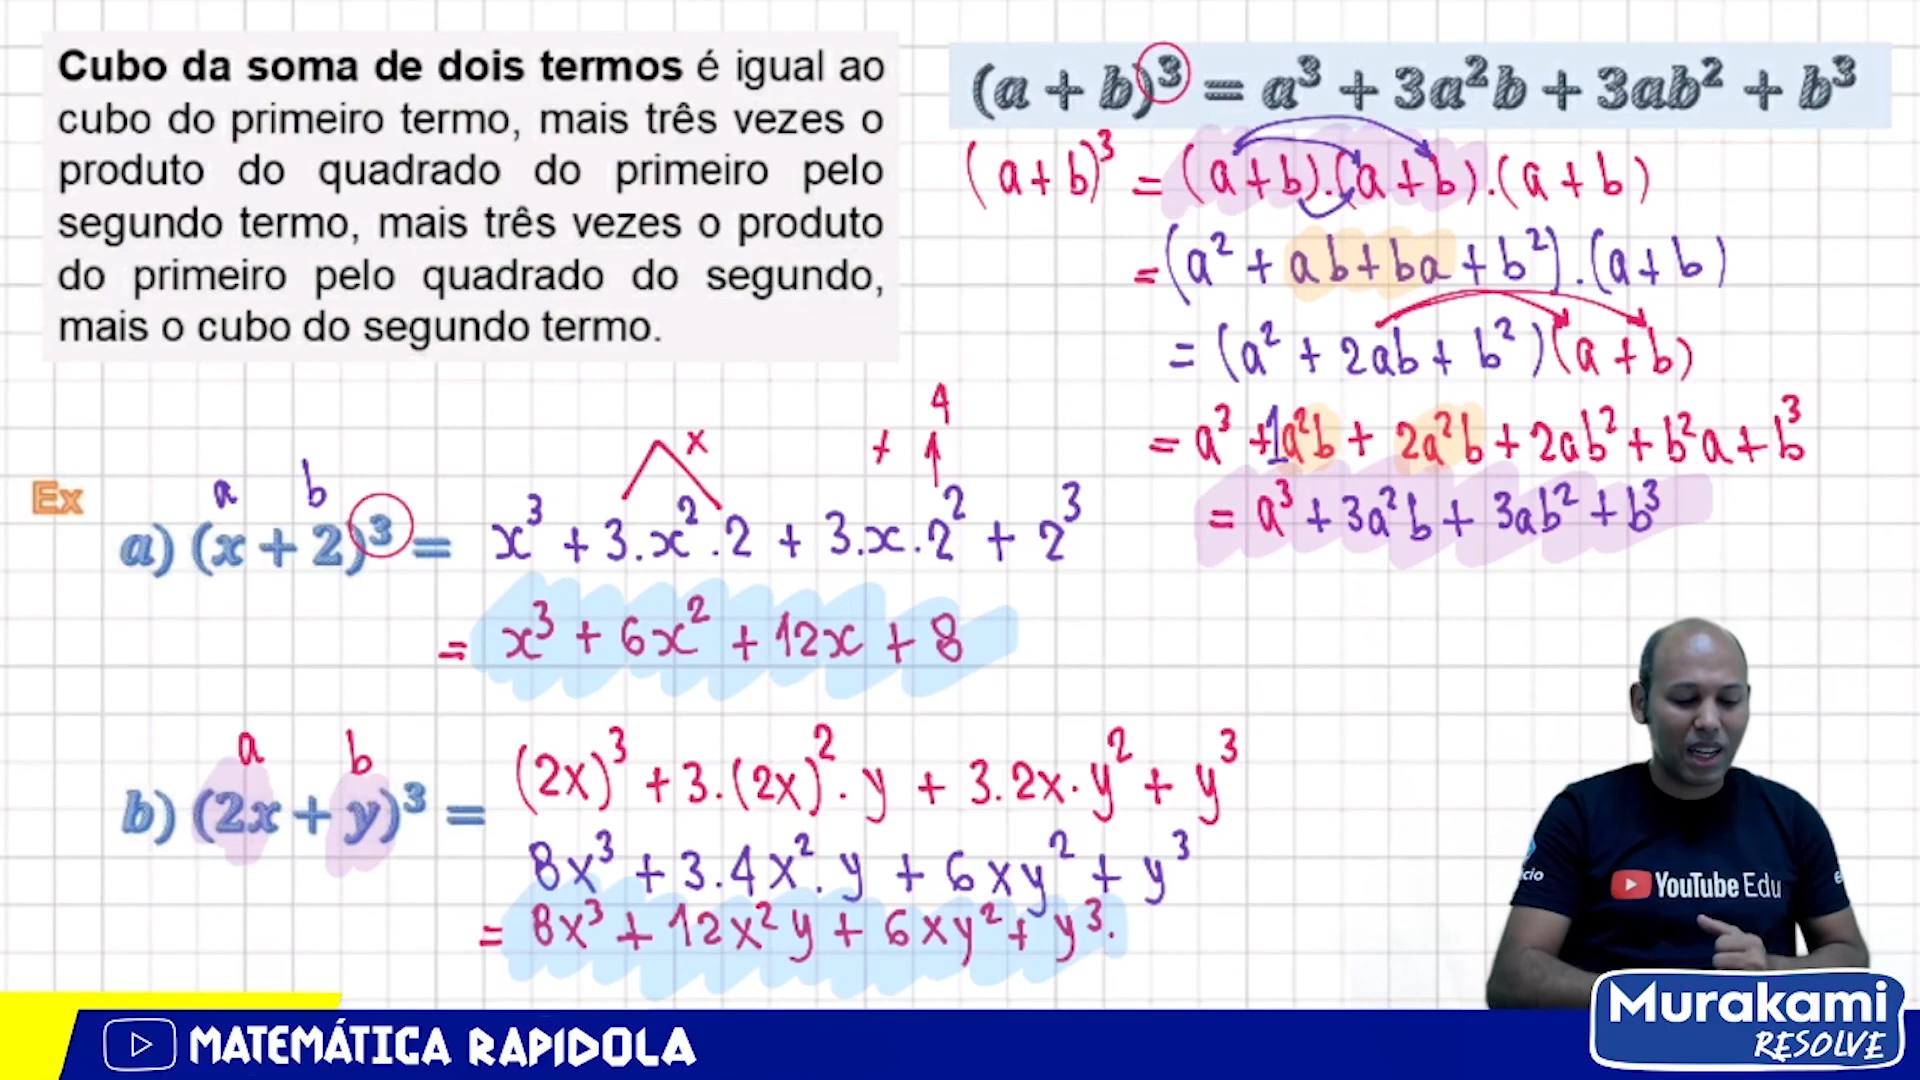 Cubo da soma de dois termos é igual ao
cubo do primeiro termo, mais três vezes o
produto do quadrado do primeiro pelo
segundo termo, mais três vezes o produto
do primeiro pelo quadrado do segundo,
mais o cubo do segundo termo.
(a + b)³ = a³ + 3a²b + 3ab² + b³
(a+b)³ = (a+b).(a+b).(a+b)
= (a² + ab+ba + b²).(a+b)
= (a² + 2ab + b²)(a+b)
= a³ + 1a²b + 2a²b + 2ab² + b²a + b³
= a³ + 3a²b + 3ab² + b³
Ex
a b
x
+ 4
a) (x + 2)³ = x³ + 3.x².2 + 3.x.2² + 2³
= x³ + 6x² + 12x + 8
a b
b) (2x + y)³ = (2x)³ + 3.(2x)².y + 3.2x.y² + y³
8x³ + 3.4x².y + 6xy² + y³
= 8x³ + 12x²y + 6xy² + y³.
YouTube Edu
MATEMÁTICA RAPIDOLA
Murakami
RESOLVE